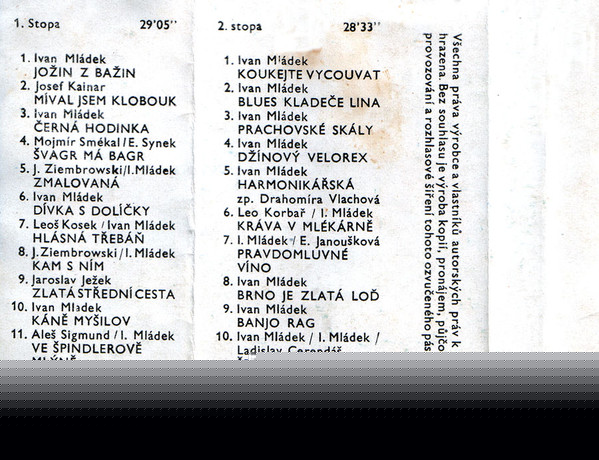 1. Stopa 29'05''
1. Ivan Mládek
JOŽIN Z BAŽIN
2. Josef Kainar
MÍVAL JSEM KLOBOUK
3. Ivan Mládek
ČERNÁ HODINKA
4. Mojmír Smékal/E. Synek
ŠVAGR MÁ BAGR
5. J. Ziembrowski/I.Mládek
ZMALOVANÁ
6. Ivan Mládek
DÍVKA S DOLÍČKY
7. Leoš Kosek / Ivan Mládek
HLÁSNÁ TŘEBÁŇ
8. J.Ziembrowski/I. Mládek
KAM S NÍM
9. Jaroslav Ježek
ZLATÁ STŘEDNÍ CESTA
10. Ivan Mladek
KÁNĚ MYŠILOV
11. Aleš Sigmund / I. Mládek
VE ŠPINDLEROVĚ
MLÝNĚ
2. stopa 28'33''
1. Ivan Mládek
KOUKEJTE VYCOUVAT
2. Ivan Mládek
BLUES KLADEČE LINA
3. Ivan Mládek
PRACHOVSKÉ SKÁLY
4. Ivan Mládek
DŽÍNOVÝ VELOREX
5. Ivan Mládek
HARMONIKÁŘSKÁ
zp. Drahomíra Vlachová
6. Leo Korbař / I. Mládek
KRÁVA V MLÉKÁRNĚ
7. I. Mládek / E. Janoušková
PRAVDOMLUVNÉ
VÍNO
8. Ivan Mládek
BRNO JE ZLATÁ LOĎ
9. Ivan Mládek
BANJO RAG
10. Ivan Mládek / I. Mládek /
Ladislav
Všechna práva výrobce a vlastníků autorských práv k
hrazena. Bez souhlasu je výroba kopií, pronájem, půjčo
provozování a rozhlasové šíření tohoto ozvučeného pás